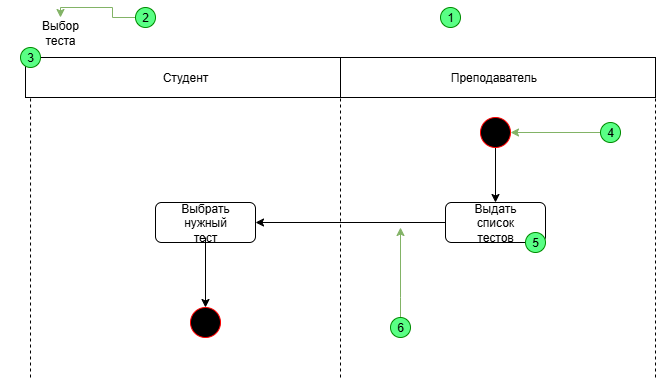 2
1
Выбор
теста
3
Студент
Преподаватель
4
Выбрать
нужный
тест
Выдать
список
тестов
5
6